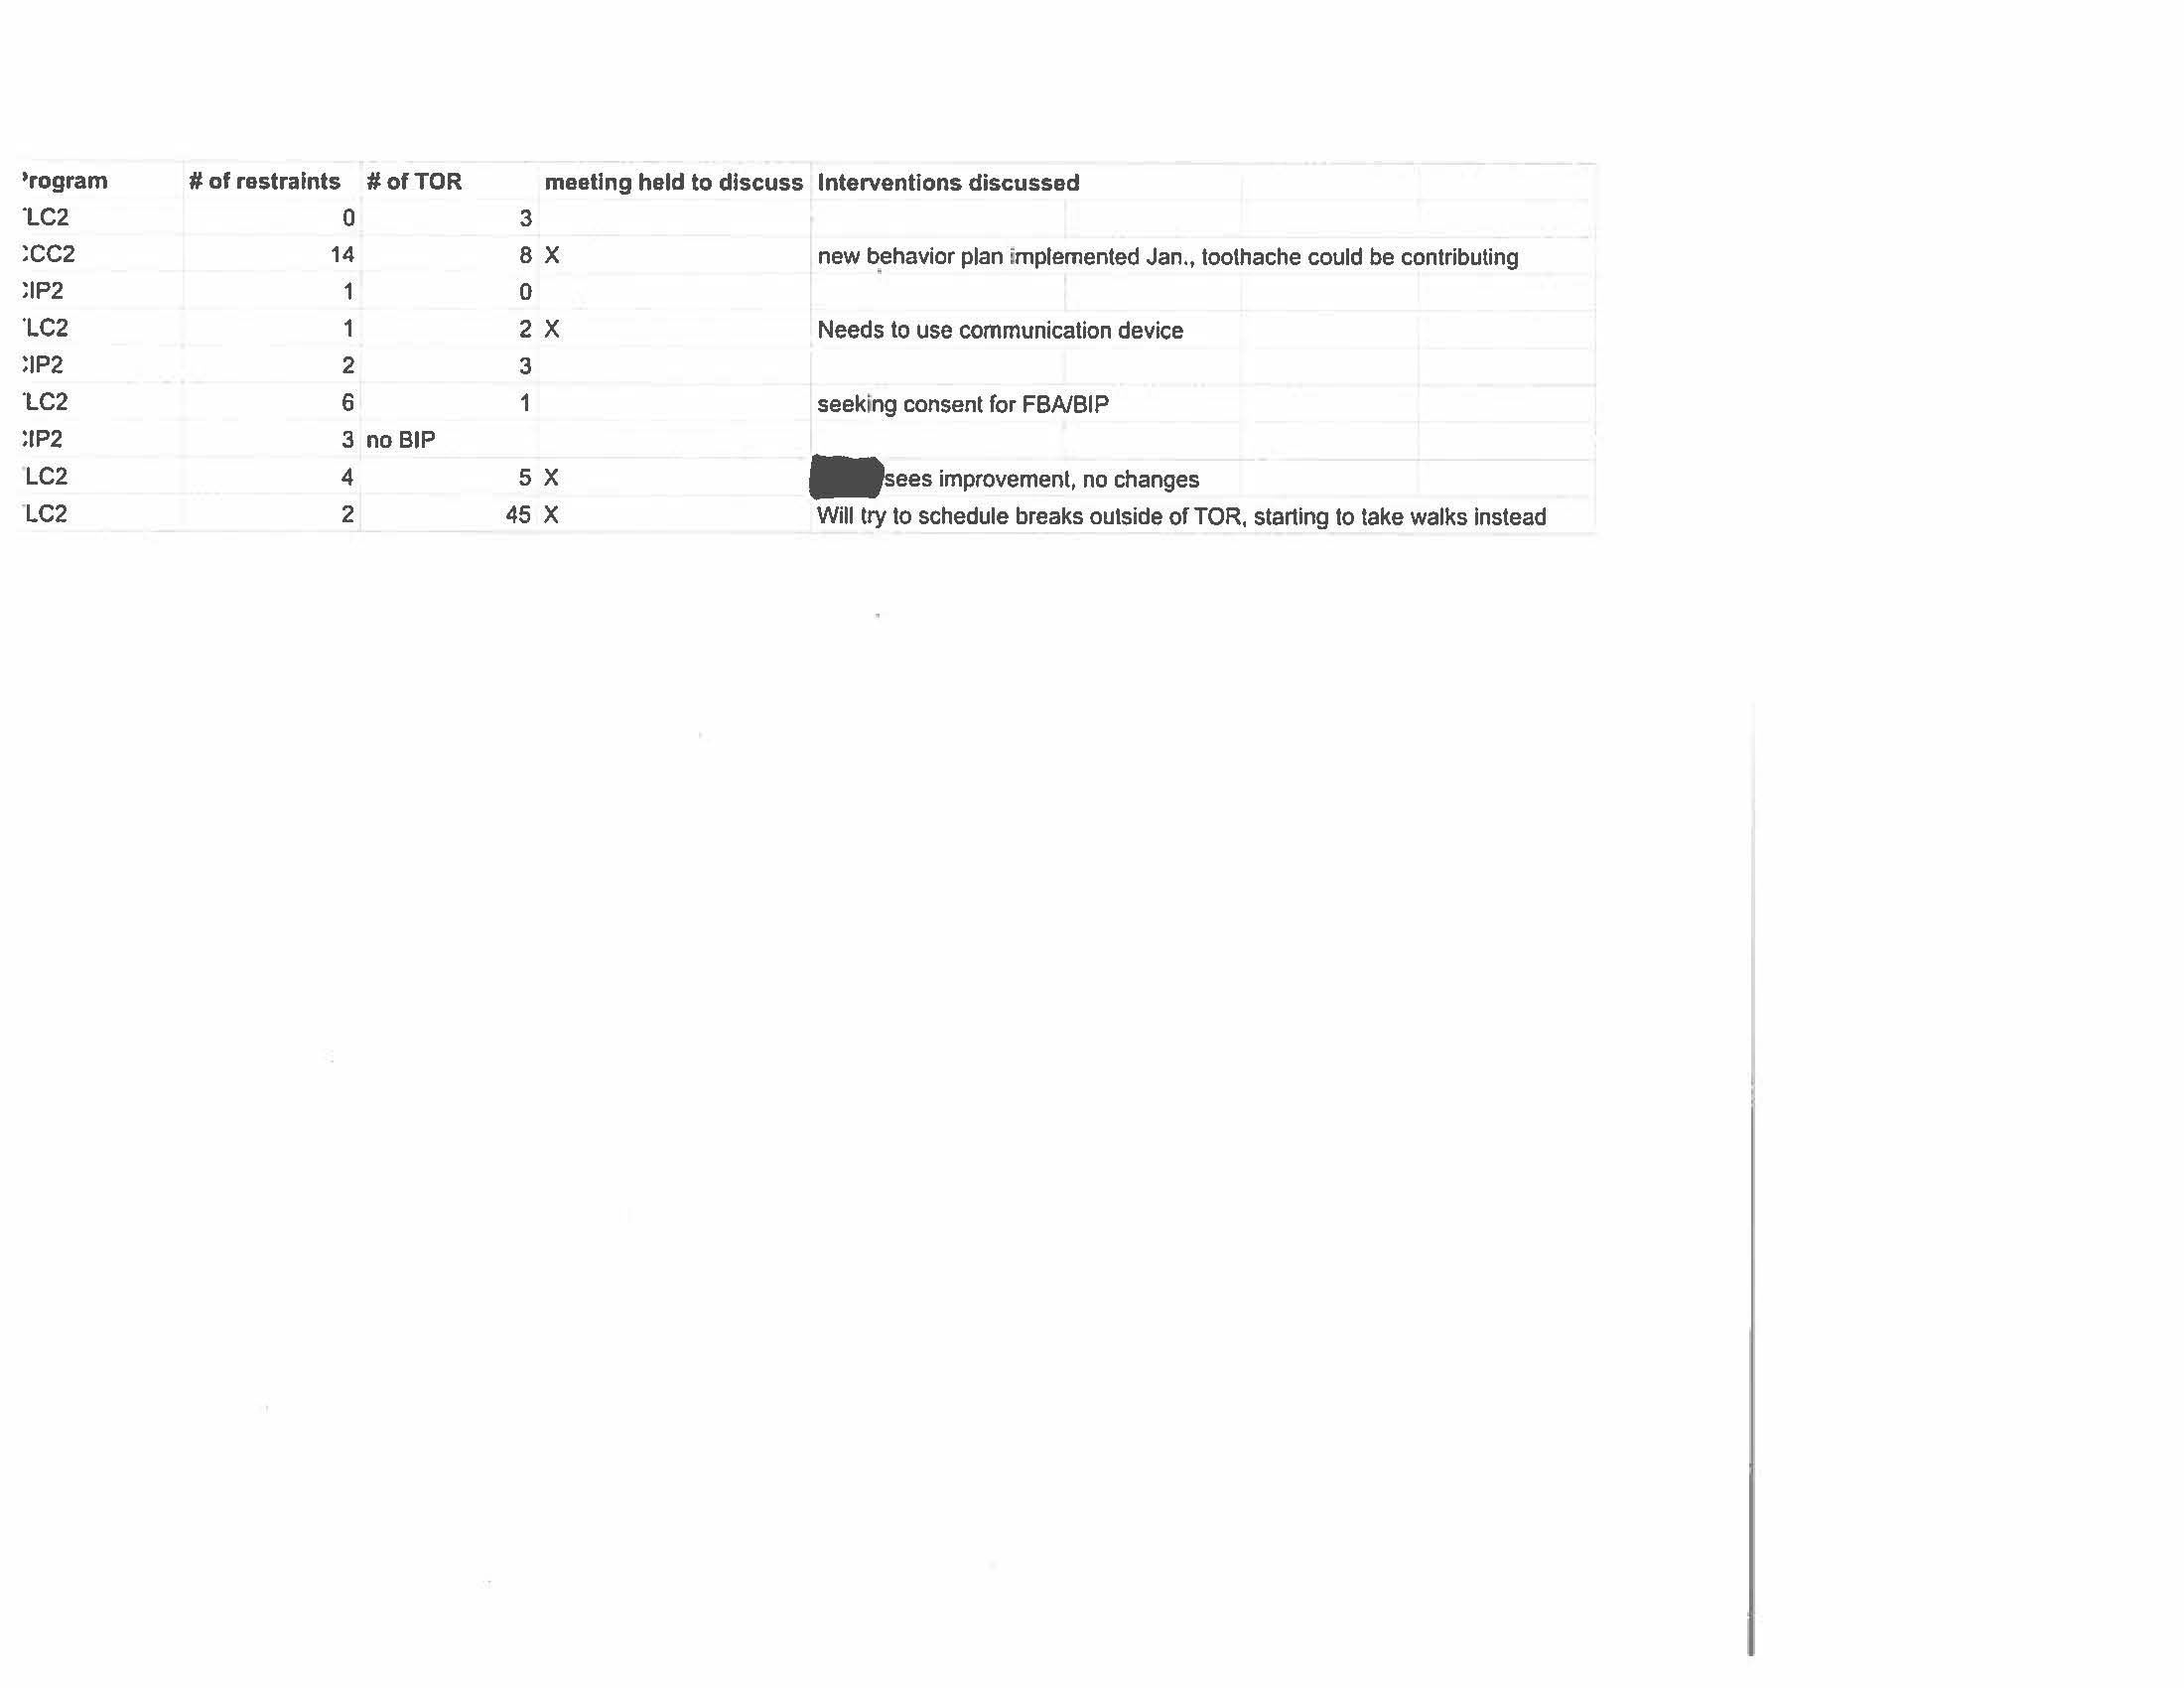 rogram # of restraints # of TOR meeting held to discuss Interventions discussed
LC2 0 3
CC2 14 8 X new behavior plan implemented Jan., toothache could be contributing
IP2 1 0
LC2 1 2 X Needs to use communication device
IP2 2 3
LC2 6 1 seeking consent for FBA/BIP
IP2 3 no BIP
LC2 4 5 X sees improvement, no changes
LC2 2 45 X Will try to schedule breaks outside of TOR, starting to take walks instead